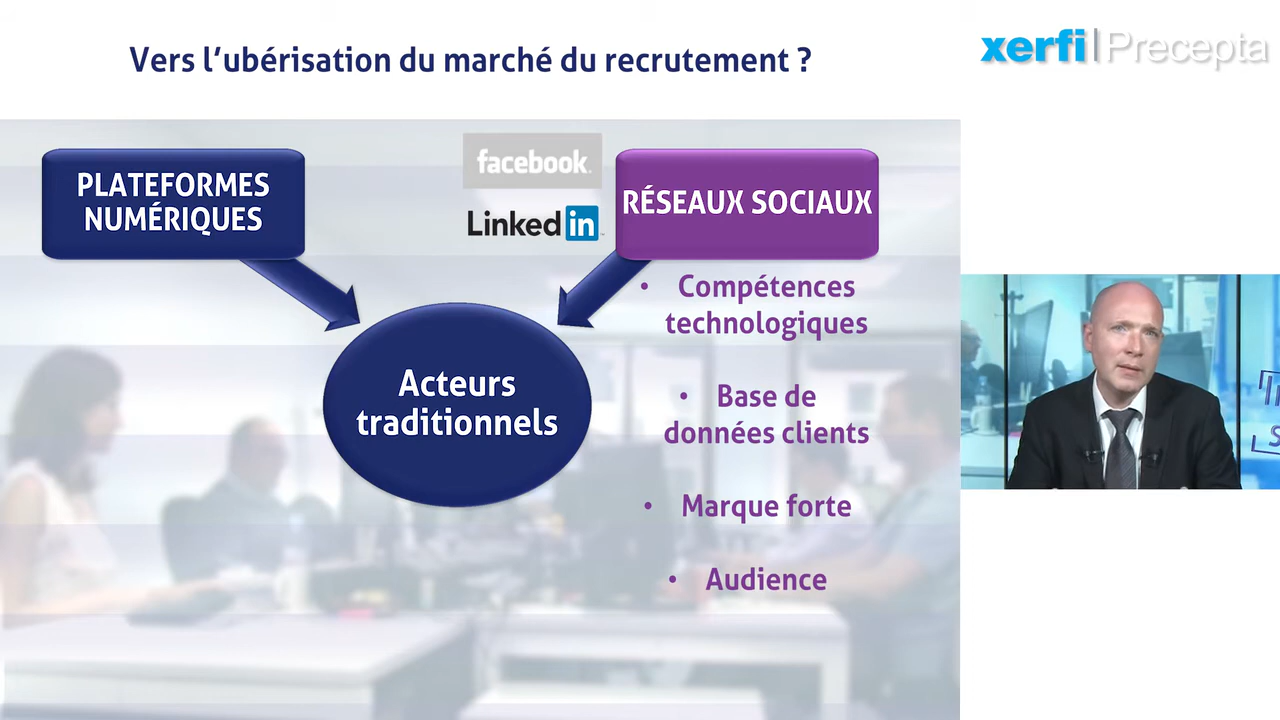 Vers l'ubérisation du marché du recrutement ?
xerfi Precepta
PLATEFORMES
NUMÉRIQUES
facebook.
LinkedIn
RÉSEAUX SOCIAUX
• Compétences
technologiques
• Base de
données clients
• Marque forte
• Audience
Acteurs
traditionnels